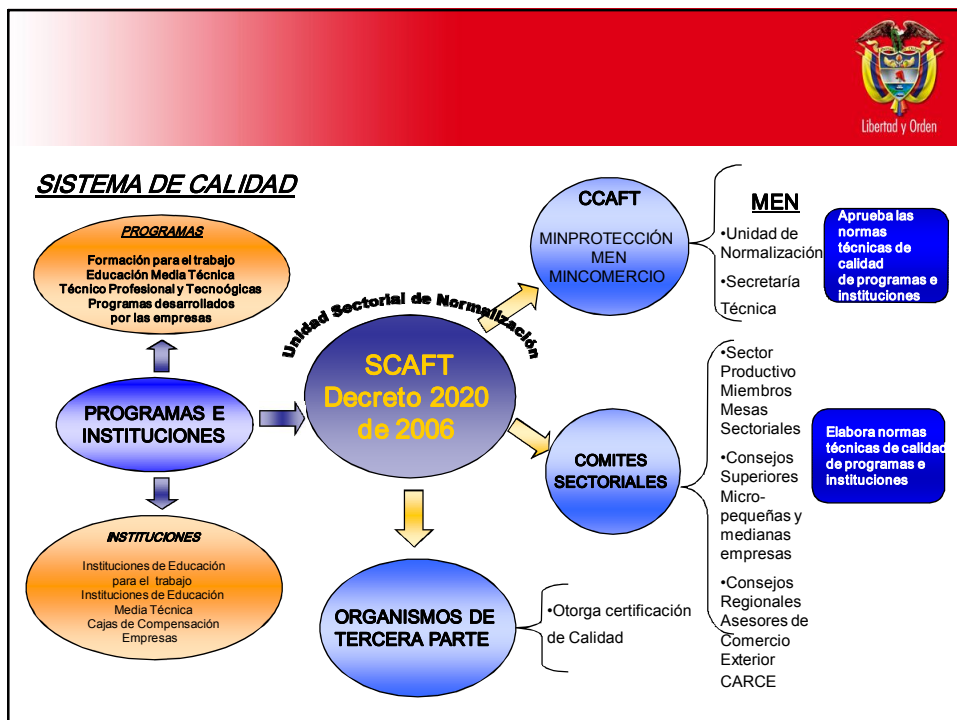 Libertad y Orden
SISTEMA DE CALIDAD
PROGRAMAS
Formación para el trabajo
Educación Media Técnica
Técnico Profesional y Tecnoógicas
Programas desarrollados
por las empresas
PROGRAMAS E
INSTITUCIONES
INSTITUCIONES
Instituciones de Educación
para el trabajo
Instituciones de Educación
Media Técnica
Cajas de Compensación
Empresas
Unidad Sectorial de Normalización
SCAFT
Decreto 2020
de 2006
CCAFT
MINPROTECCIÓN
MEN
MINCOMERCIO
MEN
•Unidad de
Normalización
•Secretaría
Técnica
Aprueba las
normas
técnicas de
calidad
de programas e
instituciones
COMITES
SECTORIALES
•Sector
Productivo
Miembros
Mesas
Sectoriales
•Consejos
Superiores
Micro-
pequeñas y
medianas
empresas
•Consejos
Regionales
Asesores de
Comercio
Exterior
CARCE
Elabora normas
técnicas de calidad
de programas e
instituciones
ORGANISMOS DE
TERCERA PARTE
•Otorga certificación
de Calidad